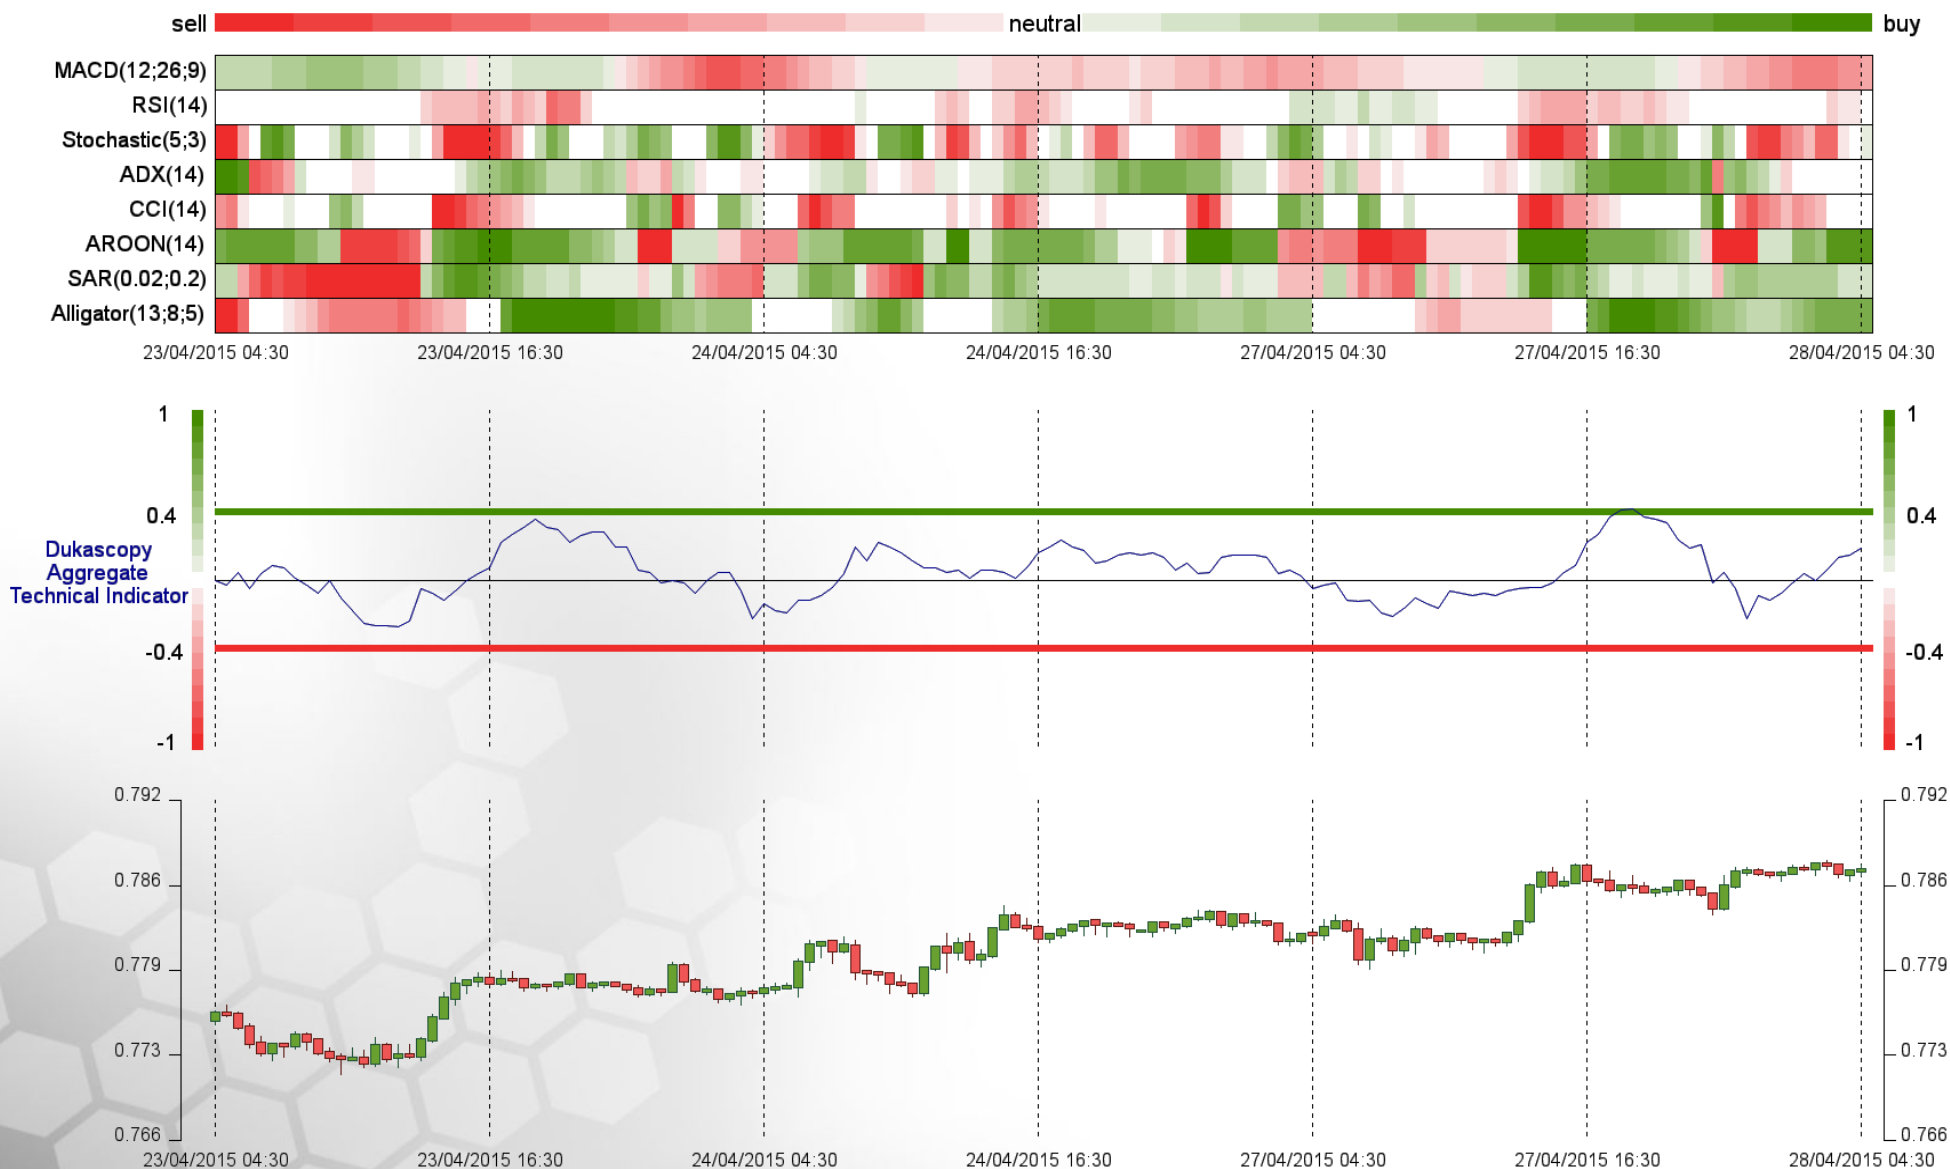 sell neutral buy
MACD(12;26;9)
RSI(14)
Stochastic(5;3)
ADX(14)
CCI(14)
AROON(14)
SAR(0.02;0.2)
Alligator(13;8;5)
23/04/2015 04:30 23/04/2015 16:30 24/04/2015 04:30 24/04/2015 16:30 27/04/2015 04:30 27/04/2015 16:30 28/04/2015 04:30
1 1
0.4 0.4
Dukascopy
Aggregate
Technical Indicator
-0.4 -0.4
-1 -1
0.792 0.792
0.786 0.786
0.779 0.779
0.773 0.773
0.766 0.766
23/04/2015 04:30 23/04/2015 16:30 24/04/2015 04:30 24/04/2015 16:30 27/04/2015 04:30 27/04/2015 16:30 28/04/2015 04:30